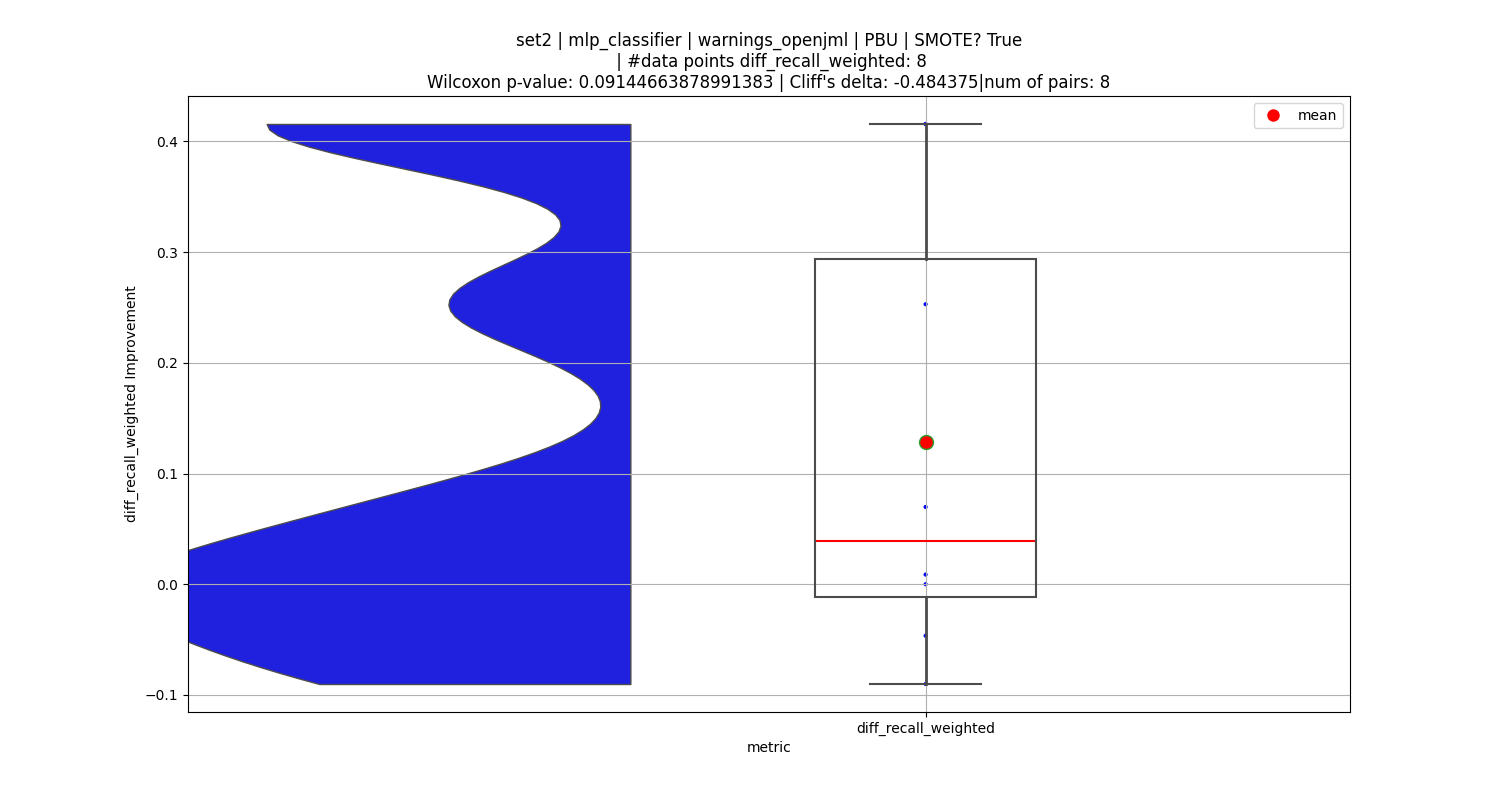 set2 | mlp_classifier | warnings_openjml | PBU | SMOTE? True
| #data points diff_recall_weighted: 8
Wilcoxon p-value: 0.09144663878991383 | Cliff's delta: -0.484375|num of pairs: 8
mean
0.4
0.3
0.2
0.1
0.0
−0.1
diff_recall_weighted Improvement
diff_recall_weighted
metric